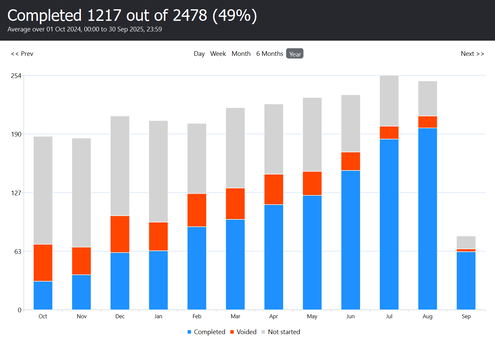 Completed 1217 out of 2478 (49%)
Average over 01 Oct 2024, 00:00 to 30 Sep 2025, 23:59
<< Prev Day Week Month 6 Months Year Next >>
254
190
127
63
0
Oct Nov Dec Jan Feb Mar Apr May Jun Jul Aug Sep
Completed Voided Not started